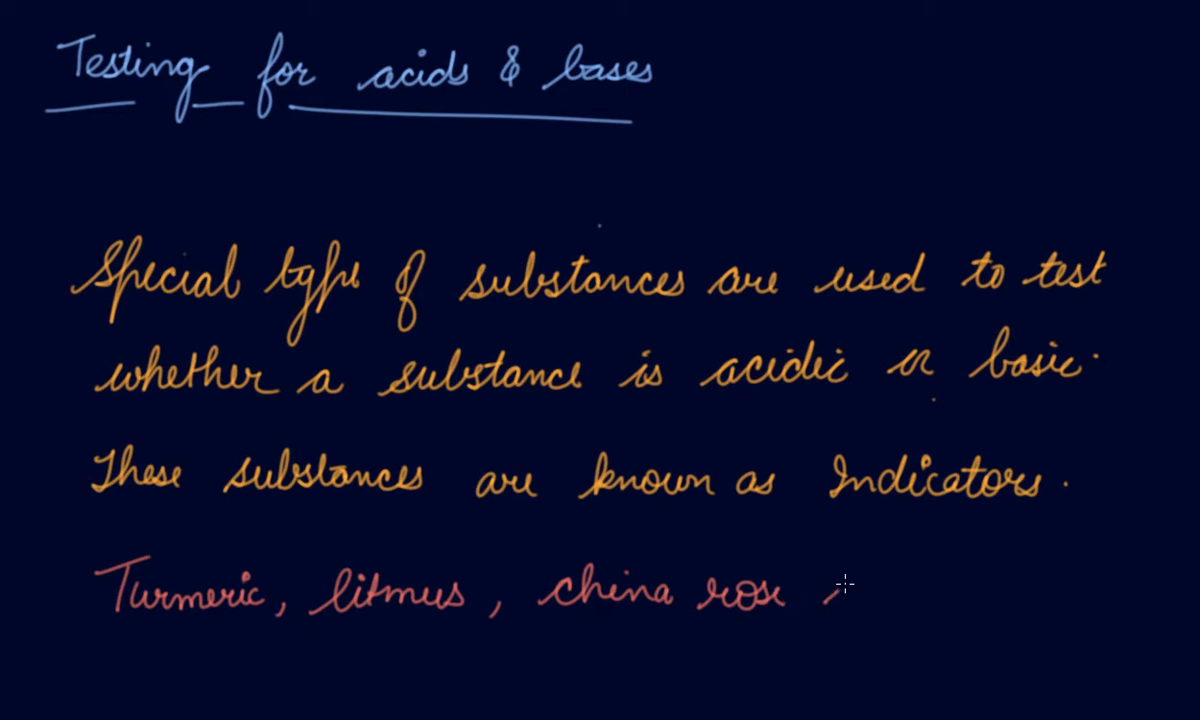 Testing for acids & bases
Special type of substances are used to test
whether a substance is acidic or basic.
These substances are known as Indicators.
Turmeric, litmus, china rose